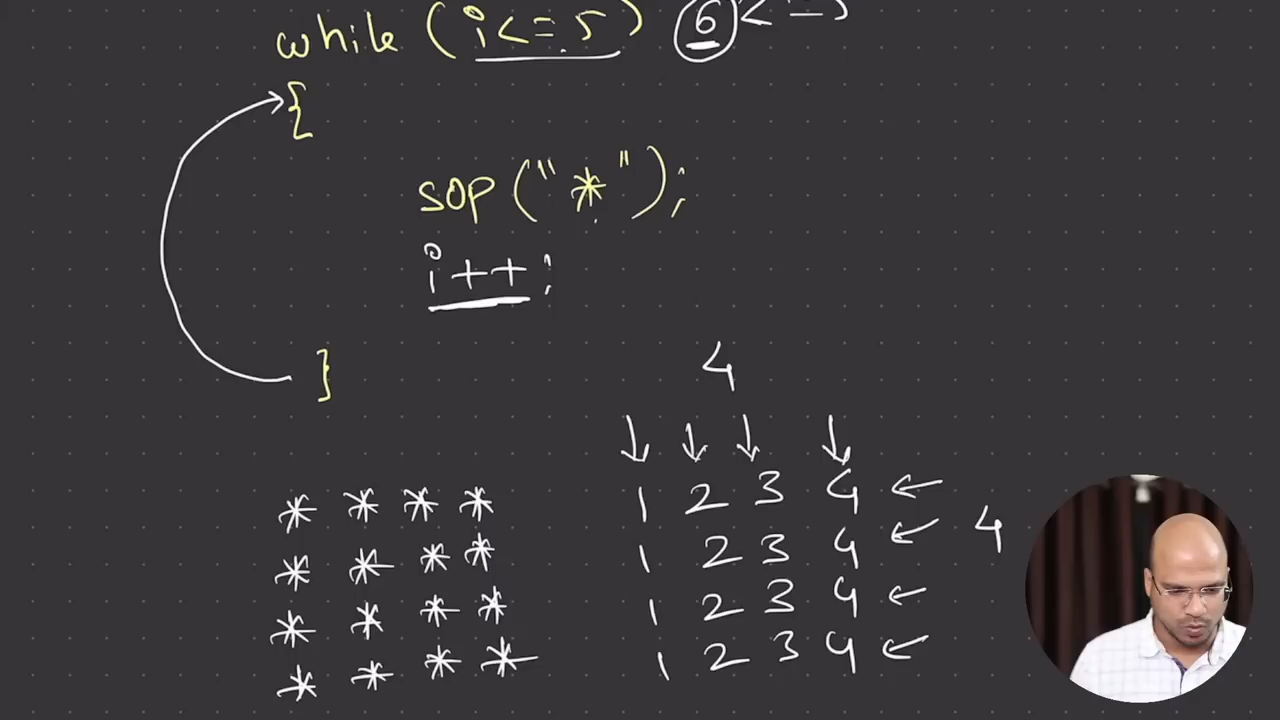 while (i<=5) 6<=5
{
sop("*");
i++;
}
4
* * * * 1 2 3 4
* * * * 1 2 3 4 4
* * * * 1 2 3 4
* * * * 1 2 3 4